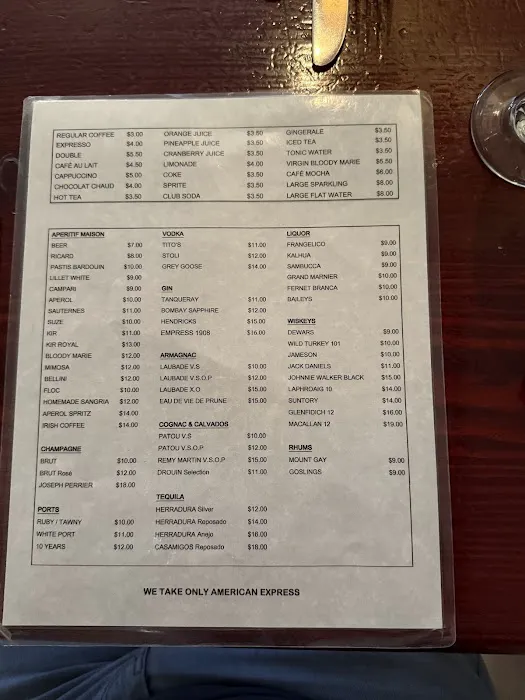 REGULAR COFFEE $3.00 ORANGE JUICE $3.50 GINGERALE $3.50
EXPRESSO $4.00 PINEAPPLE JUICE $3.50 ICED TEA $3.50
DOUBLE $5.50 CRANBERRY JUICE $3.50 TONIC WATER $3.50
CAFÉ AU LAIT $4.50 LIMONADE $4.00 VIRGIN BLOODY MARIE $5.50
CAPPUCCINO $5.00 COKE $3.50 CAFÉ MOCHA $6.00
CHOCOLAT CHAUD $4.00 SPRITE $3.50 LARGE SPARKLING $8.00
HOT TEA $3.50 CLUB SODA $3.50 LARGE FLAT WATER $8.00
APERITIF MAISON
BEER $7.00
RICARD $8.00
PASTIS BARDOUIN $10.00
LILLET WHITE $9.00
CAMPARI $9.00
APEROL $10.00
SAUTERNES $11.00
SUZE $10.00
KIR $11.00
KIR ROYAL $13.00
BLOODY MARIE $12.00
MIMOSA $12.00
BELLINI $12.00
FLOC $10.00
HOMEMADE SANGRIA $12.00
APEROL SPRITZ $14.00
IRISH COFFEE $14.00
CHAMPAGNE
BRUT $10.00
BRUT Rosé $12.00
JOSEPH PERRIER $18.00
PORTS
RUBY / TAWNY $10.00
WHITE PORT $11.00
10 YEARS $12.00
VODKA
TITO'S $11.00
STOLI $12.00
GREY GOOSE $14.00
GIN
TANQUERAY $11.00
BOMBAY SAPPHIRE $12.00
HENDRICKS $15.00
EMPRESS 1908 $16.00
ARMAGNAC
LAUBADE V.S $10.00
LAUBADE V.S.O.P $12.00
LAUBADE X.O $15.00
EAU DE VIE DE PRUNE $15.00
COGNAC & CALVADOS
PATOU V.S $10.00
PATOU V.S.O.P $12.00
REMY MARTIN V.S.O.P $15.00
DROUIN Selection $11.00
TEQUILA
HERRADURA Silver $12.00
HERRADURA Reposado $14.00
HERRADURA Anejo $16.00
CASAMIGOS Reposado $18.00
LIQUOR
FRANGELICO $9.00
KALHUA $9.00
SAMBUCCA $9.00
GRAND MARNIER $10.00
FERNET BRANCA $10.00
BAILEYS $10.00
WISKEYS
DEWARS $9.00
WILD TURKEY 101 $10.00
JAMESON $10.00
JACK DANIELS $11.00
JOHNNIE WALKER BLACK $15.00
LAPHROAIG 10 $14.00
SUNTORY $14.00
GLENFIDICH 12 $16.00
MACALLAN 12 $19.00
RHUMS
MOUNT GAY $9.00
GOSLINGS $9.00
WE TAKE ONLY AMERICAN EXPRESS